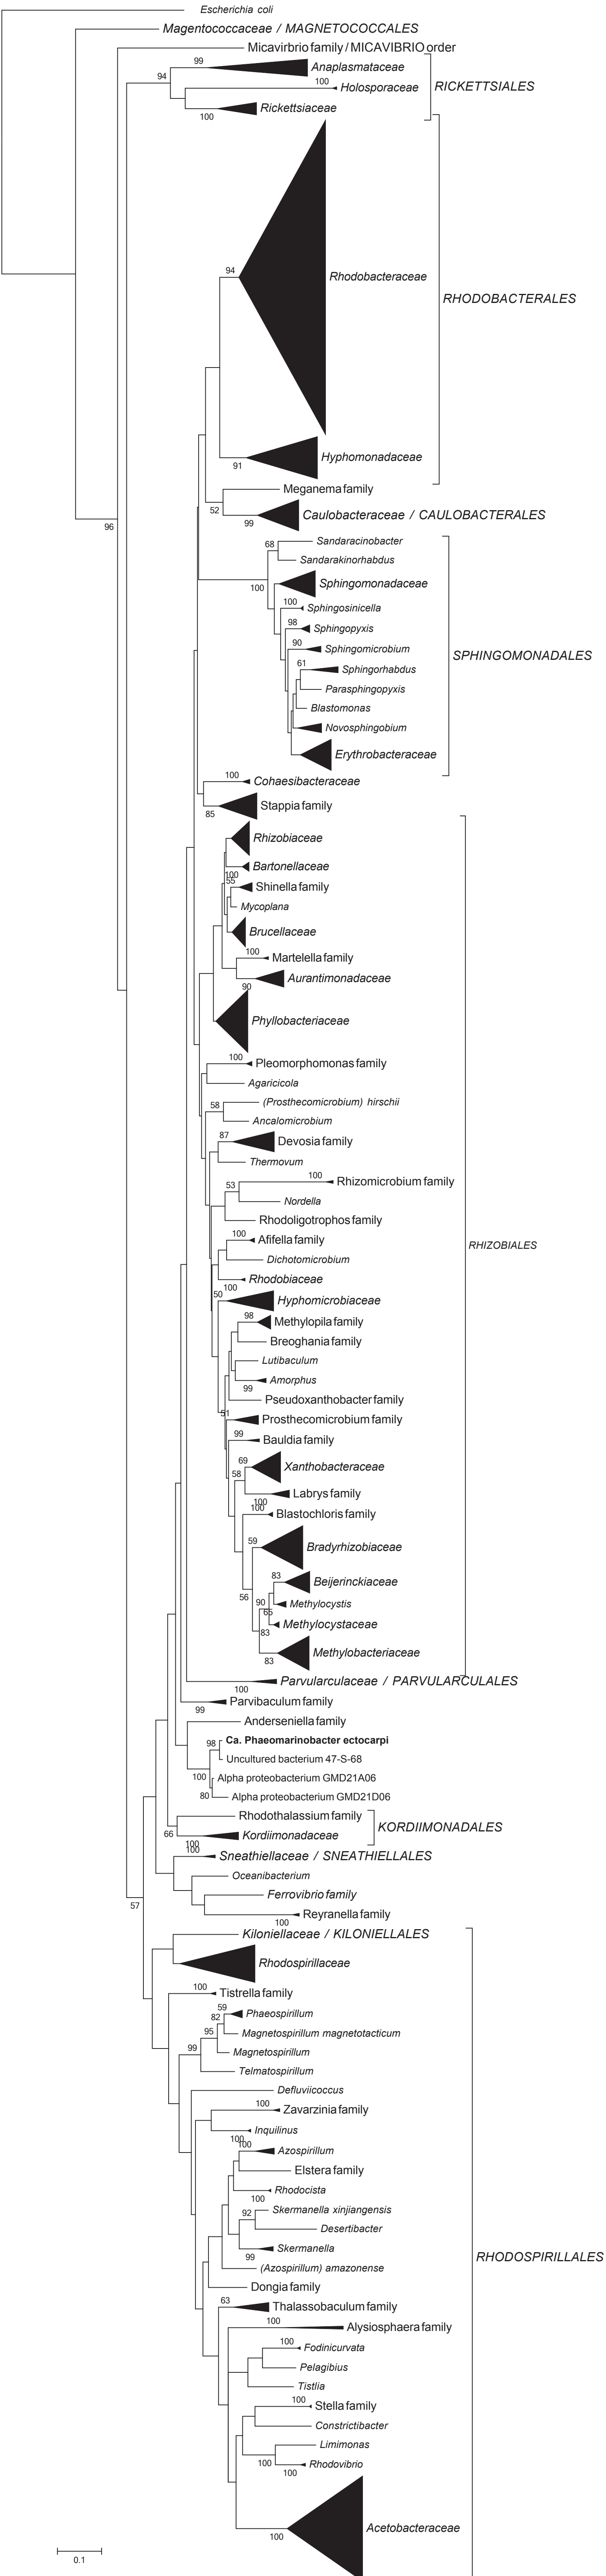 Escherichia coli
Magentococcaceae / MAGNETOCOCCALES
Micavirbrio family / MICAVIBRIO order
99
Anaplasmataceae
94
100
Holosporaceae
RICKETTSIALES
Rickettsiaceae
100
94
Rhodobacteraceae
RHODOBACTERALES
Hyphomonadaceae
91
Meganema family
52
Caulobacteraceae / CAULOBACTERALES
99
96
Sandaracinobacter
68
Sandarakinorhabdus
Sphingomonadaceae
100
100
Sphingosinicella
98
Sphingopyxis
90
Sphingomicrobium
SPHINGOMONADALES
61
Sphingorhabdus
Parasphingopyxis
Blastomonas
Novosphingobium
Erythrobacteraceae
100
Cohaesibacteraceae
Stappia family
85
Rhizobiaceae
Bartonellaceae
100
55
Shinella family
Mycoplana
Brucellaceae
100
Martelella family
Aurantimonadaceae
90
Phyllobacteriaceae
100
Pleomorphomonas family
Agaricicola
(Prosthecomicrobium) hirschii
58
Ancalomicrobium
87
Devosia family
Thermovum
100
Rhizomicrobium family
53
Nordella
Rhodoligotrophos family
100
Afifella family
RHIZOBIALES
Dichotomicrobium
Rhodobiaceae
100
50
Hyphomicrobiaceae
98
Methylopila family
Breoghania family
Lutibaculum
Amorphus
99
Pseudoxanthobacter family
51
Prosthecomicrobium family
99
Bauldia family
69
Xanthobacteraceae
58
Labrys family
100
100
Blastochloris family
59
Bradyrhizobiaceae
83
Beijerinckiaceae
56
90
Methylocystis
65
Methylocystaceae
83
Methylobacteriaceae
83
Parvularculaceae / PARVULARCULALES
100
Parvibaculum family
99
Anderseniella family
98
Ca. Phaeomarinobacter ectocarpi
Uncultured bacterium 47-S-68
100
Alpha proteobacterium GMD21A06
80
Alpha proteobacterium GMD21D06
Rhodothalassium family
KORDIIMONADALES
66
Kordiimonadaceae
100
100
Sneathiellaceae / SNEATHIELLALES
Oceanibacterium
Ferrovibrio family
57
Reyranella family
100
Kiloniellaceae / KILONIELLALES
Rhodospirillaceae
100
Tistrella family
59
Phaeospirillum
82
95
Magnetospirillum magnetotacticum
99
Magnetospirillum
Telmatospirillum
Defluviicoccus
100
Zavarzinia family
Inquilinus
100
100
Azospirillum
Elstera family
Rhodocista
100
Skermanella xinjiangensis
92
Desertibacter
Skermanella
99
RHODOSPIRILLALES
(Azospirillum) amazonense
Dongia family
63
Thalassobaculum family
100
Alysiosphaera family
100
Fodinicurvata
Pelagibius
Tistlia
100
Stella family
Constrictibacter
Limimonas
100
Rhodovibrio
100
Acetobacteraceae
100
0.1